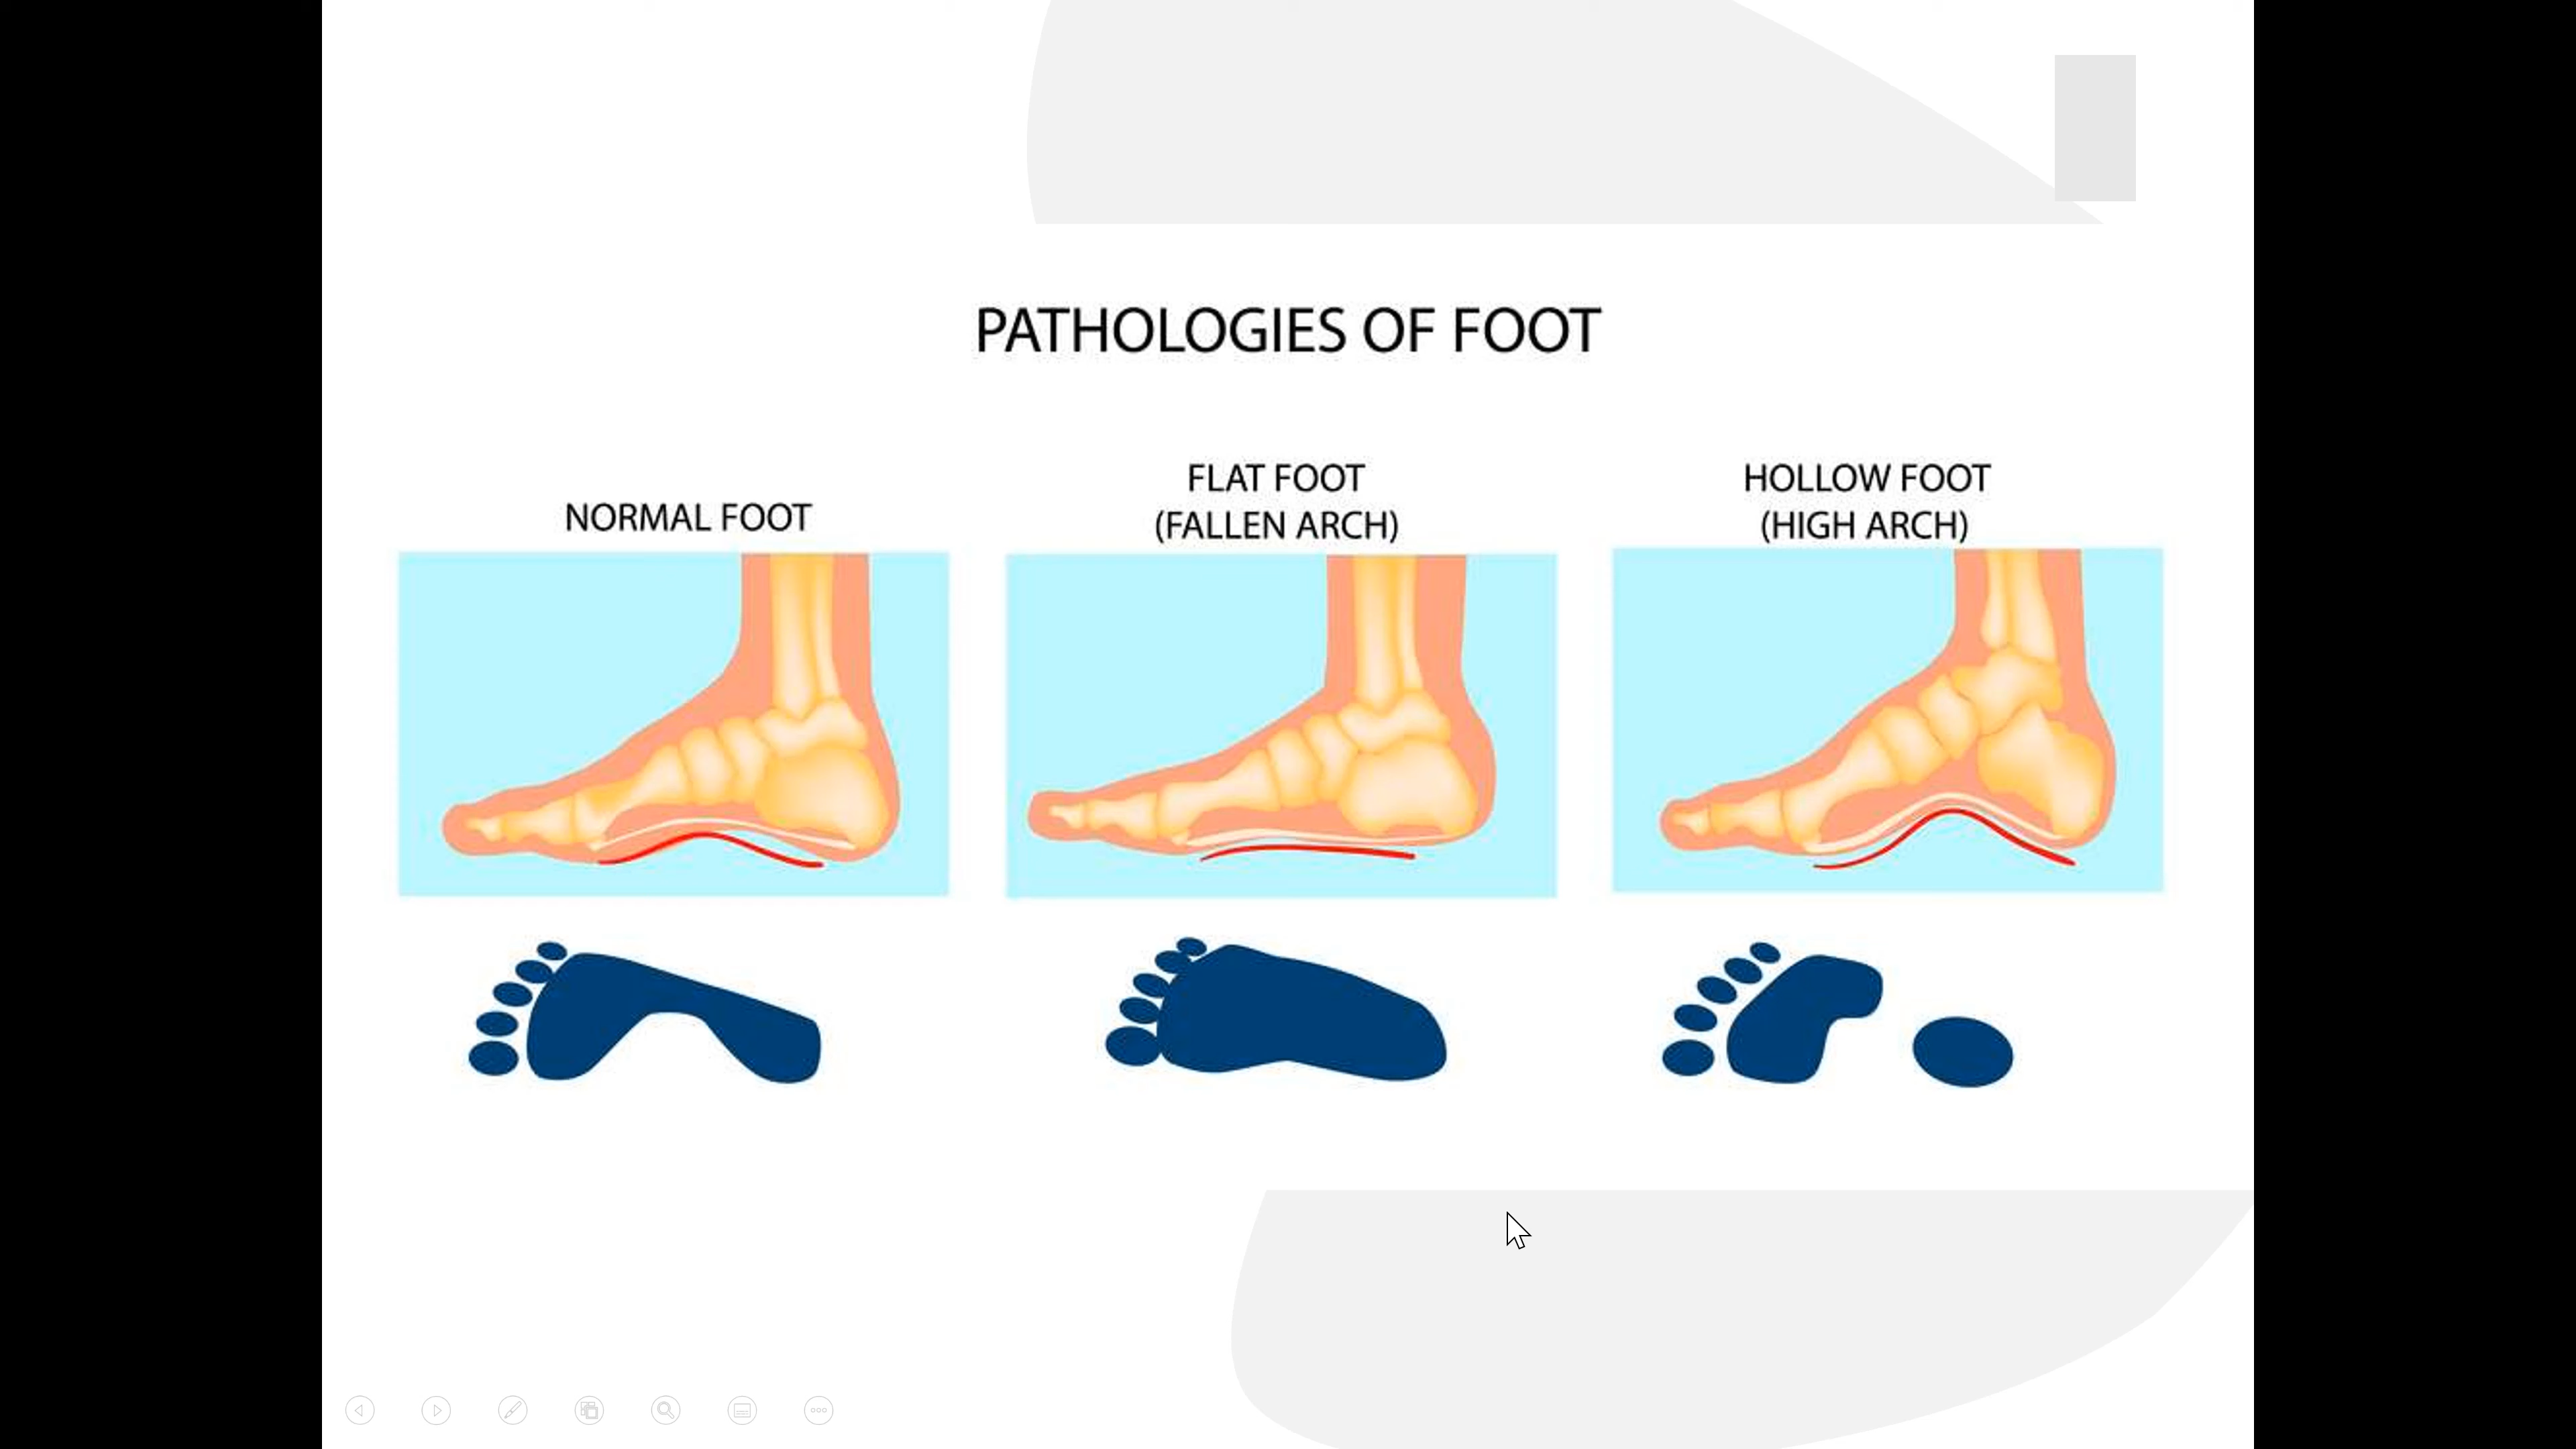 PATHOLOGIES OF FOOT
NORMAL FOOT
FLAT FOOT
(FALLEN ARCH)
HOLLOW FOOT
(HIGH ARCH)